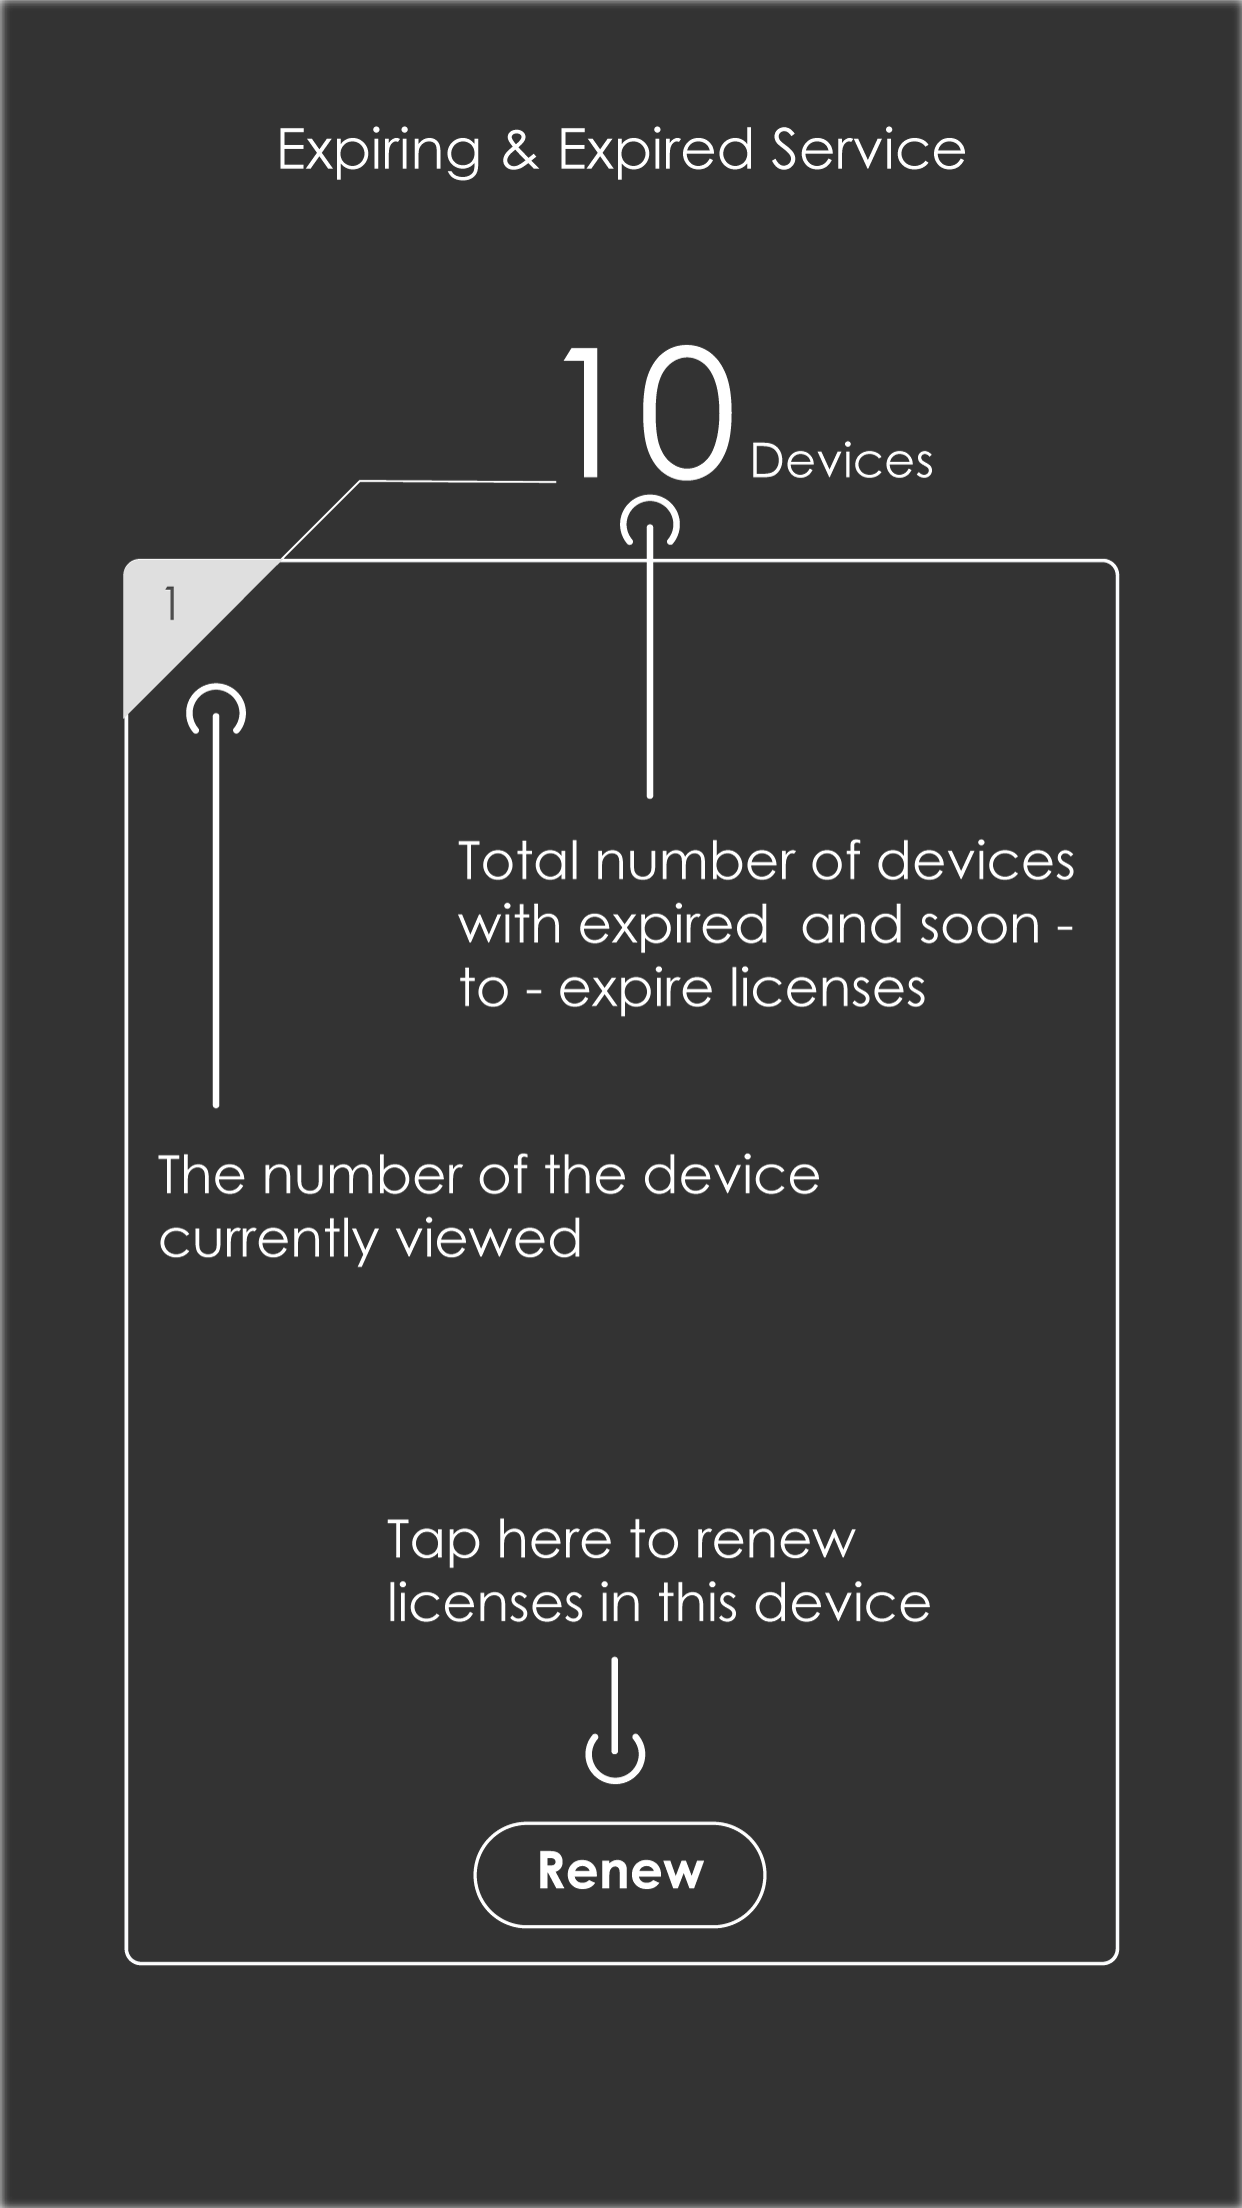 Expiring & Expired Service
10 Devices
1
Total number of devices
with expired  and soon -
to - expire licenses
The number of the device
currently viewed
Tap here to renew
licenses in this device
Renew